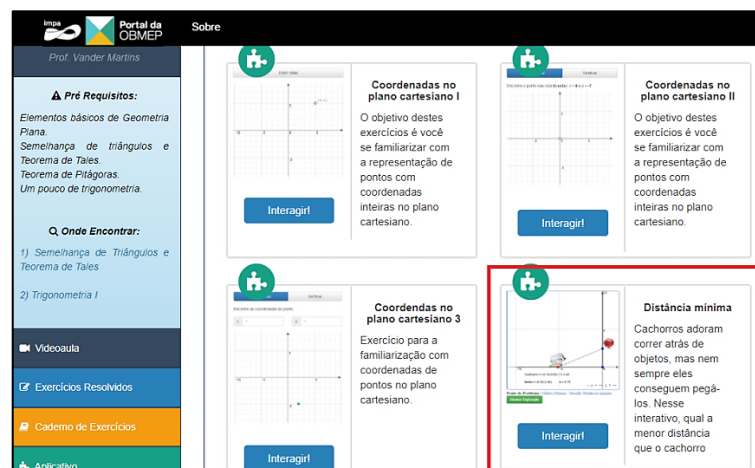 impa
Portal da
OBMEP
Sobre
Prof. Vander Martins
Pré Requisitos:
Elementos básicos de Geometria
Plana.
Semelhança de triângulos e
Teorema de Tales.
Teorema de Pitágoras.
Um pouco de trigonometria.
Onde Encontrar:
1) Semelhança de Triângulos e
Teorema de Tales
2) Trigonometria I
Videoaula
Exercícios Resolvidos
Caderno de Exercícios
Aplicativo
Coordenadas no
plano cartesiano I
O objetivo destes
exercícios é você
se familiarizar com
a representação de
pontos com
coordenadas
inteiras no plano
cartesiano.
Interagir!
Verificar
Coordenadas no
plano cartesiano II
O objetivo destes
exercícios é você
se familiarizar com
a representação de
pontos com
coordenadas
inteiras no plano
cartesiano.
Interagir!
Verificar
Coordendas no
plano cartesiano 3
Exercício para a
familiarização com
coordenadas de
pontos no plano
cartesiano.
Interagir!
Distância mínima
Cachorros adoram
correr atrás de
objetos, mas nem
sempre eles
conseguem pegá-
los. Nesse
interativo, qual a
menor distância
que o cachorro
Interagir!